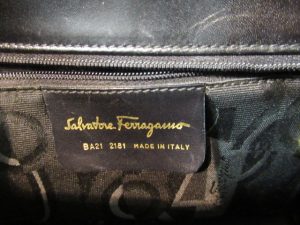 Salvatore Ferragamo
BA21 2181 MADE IN ITALY